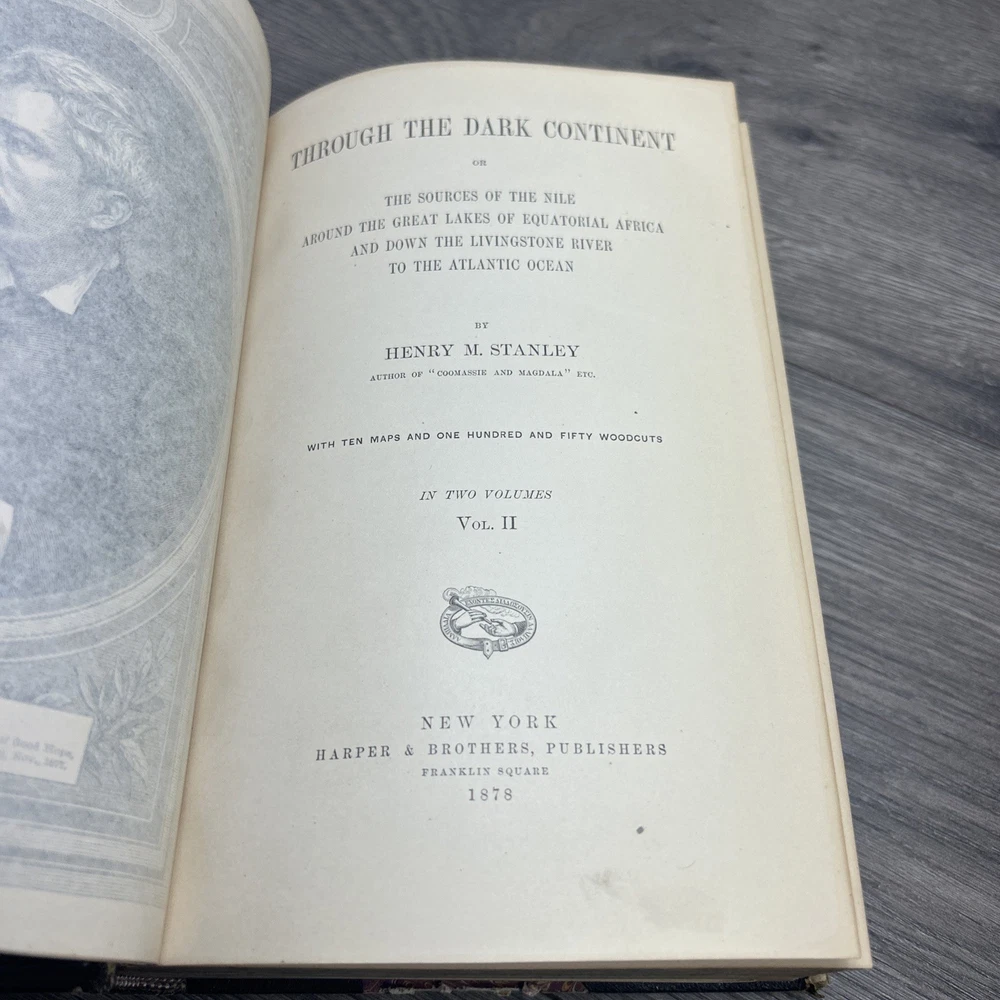 THROUGH THE DARK CONTINENT
OR
THE SOURCES OF THE NILE
AROUND THE GREAT LAKES OF EQUATORIAL AFRICA
AND DOWN THE LIVINGSTONE RIVER
TO THE ATLANTIC OCEAN
BY
HENRY M. STANLEY
AUTHOR OF "COOMASSIE AND MAGDALA" ETC.
WITH TEN MAPS AND ONE HUNDRED AND FIFTY WOODCUTS
IN TWO VOLUMES
VOL. II
NEW YORK
HARPER & BROTHERS, PUBLISHERS
FRANKLIN SQUARE
1878